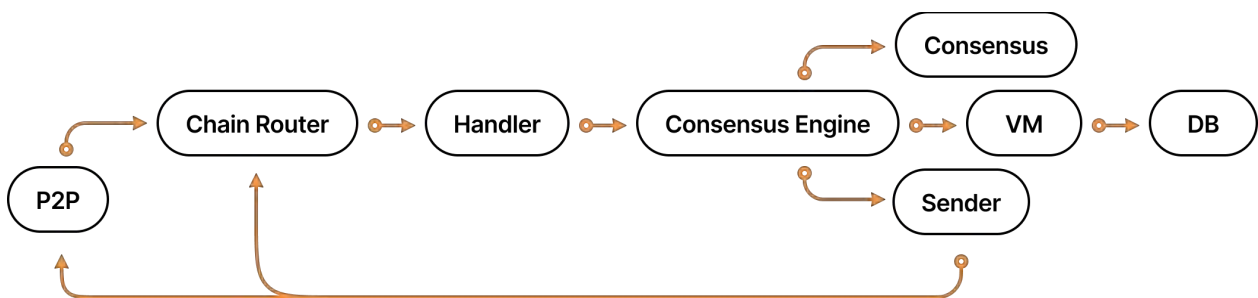 Consensus
Chain Router
Handler
Consensus Engine
VM
DB
P2P
Sender